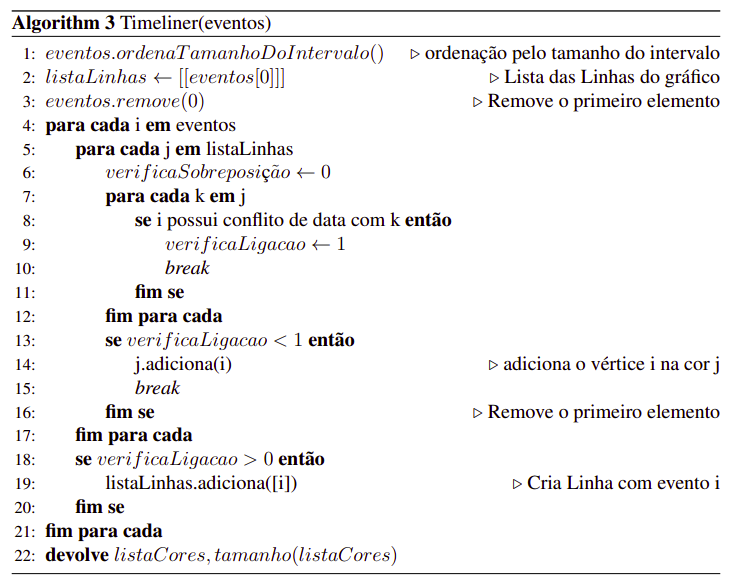 Algorithm 3 Timeliner(eventos)
1: eventos.ordenaTamanhoDoIntervalo() ▷ ordenação pelo tamanho do intervalo
2: listaLinhas ← [[eventos[0]]] ▷ Lista das Linhas do gráfico
3: eventos.remove(0) ▷ Remove o primeiro elemento
4: para cada i em eventos
5: para cada j em listaLinhas
6: verificaSobreposição ← 0
7: para cada k em j
8: se i possui conflito de data com k então
9: verificaLigacao ← 1
10: break
11: fim se
12: fim para cada
13: se verificaLigacao < 1 então
14: j.adiciona(i) ▷ adiciona o vértice i na cor j
15: break
16: fim se ▷ Remove o primeiro elemento
17: fim para cada
18: se verificaLigacao > 0 então
19: listaLinhas.adiciona([i]) ▷ Cria Linha com evento i
20: fim se
21: fim para cada
22: devolve listaCores, tamanho(listaCores)